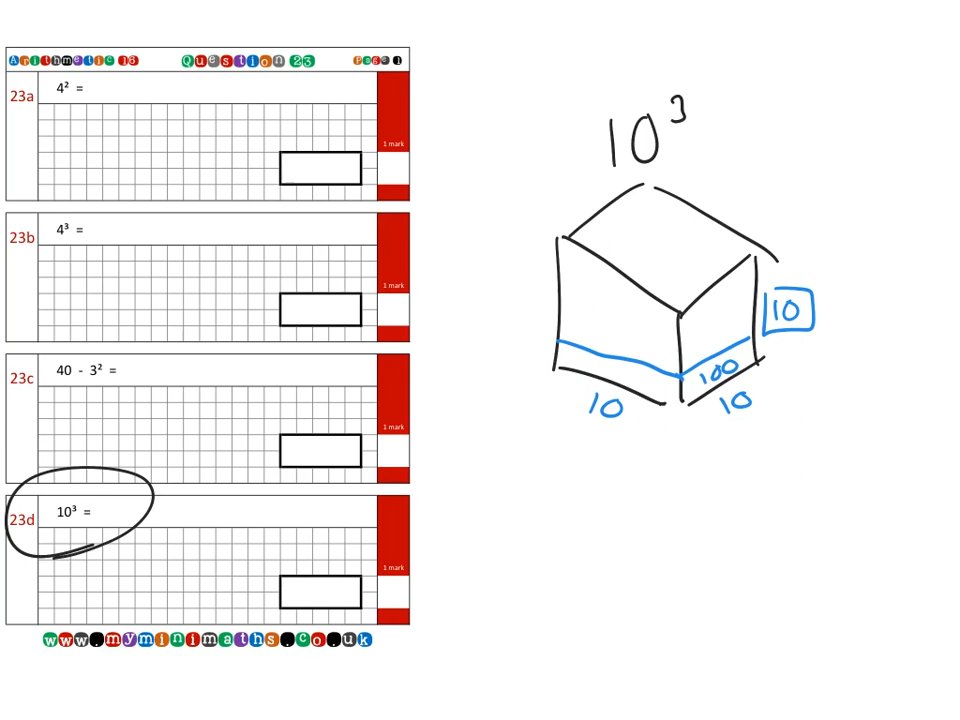 Arithmetic 16 Question 23 Page 1
23a 4² =
1 mark
23b 4³ =
1 mark
23c 40 - 3² =
1 mark
23d 10³ =
1 mark
www.myminimaths.co.uk
10³
10
100
10
10